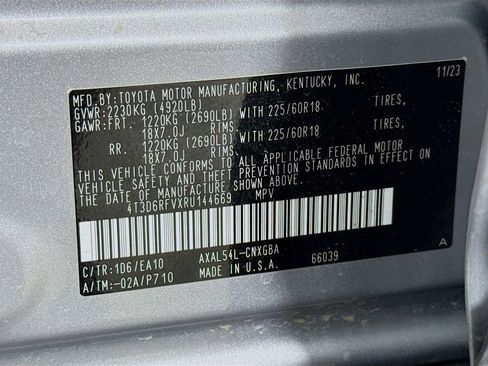 MFD.BY:TOYOTA MOTOR MANUFACTURING, KENTUCKY, INC. 11/23
GVWR:2230KG (4920LB)
GAWR:FRT. 1220KG (2690LB) WITH 225/60R18 TIRES,
18X7.0J RIMS.
RR. 1220KG (2690LB) WITH 225/60R18 TIRES,
18X7.0J RIMS.
THIS VEHICLE CONFORMS TO ALL APPLICABLE FEDERAL MOTOR
VEHICLE SAFETY AND THEFT PREVENTION STANDARDS IN EFFECT
ON THE DATE OF MANUFACTURE SHOWN ABOVE.
4T3D6RFVXRU144669 MPV
C/TR:1D6/EA10 AXAL54L-CNXGBA A
A/TM:-02A/P710 MADE IN U.S.A. 66039